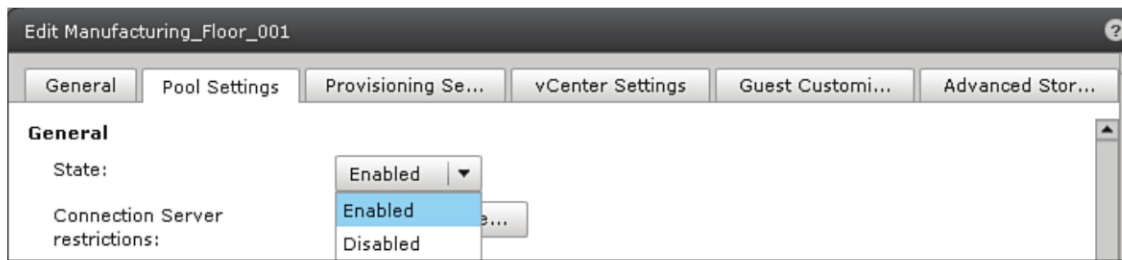 Edit Manufacturing_Floor_001 ?
General Pool Settings Provisioning Se... vCenter Settings Guest Customi... Advanced Stor...
General
State: Enabled
Connection Server Enabled e...
restrictions: Disabled